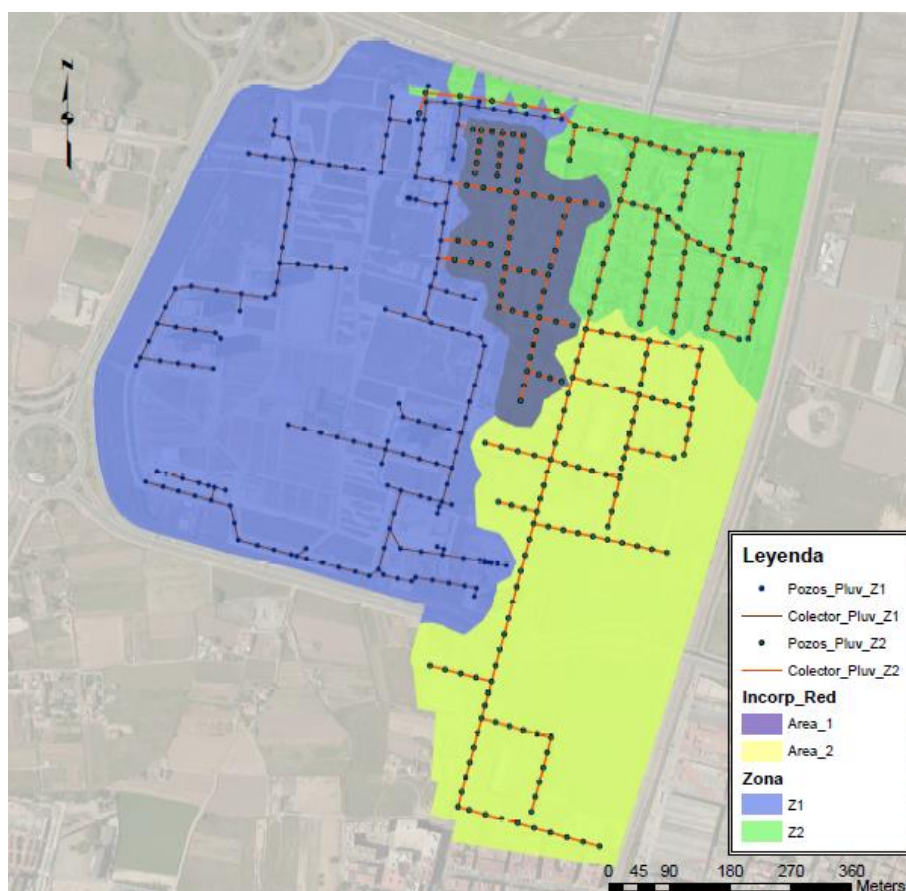 N
Leyenda
Pozos_Pluv_Z1
Colector_Pluv_Z1
Pozos_Pluv_Z2
Colector_Pluv_Z2
Incorp_Red
Area_1
Area_2
Zona
Z1
Z2
0 45 90 180 270 360
Meters